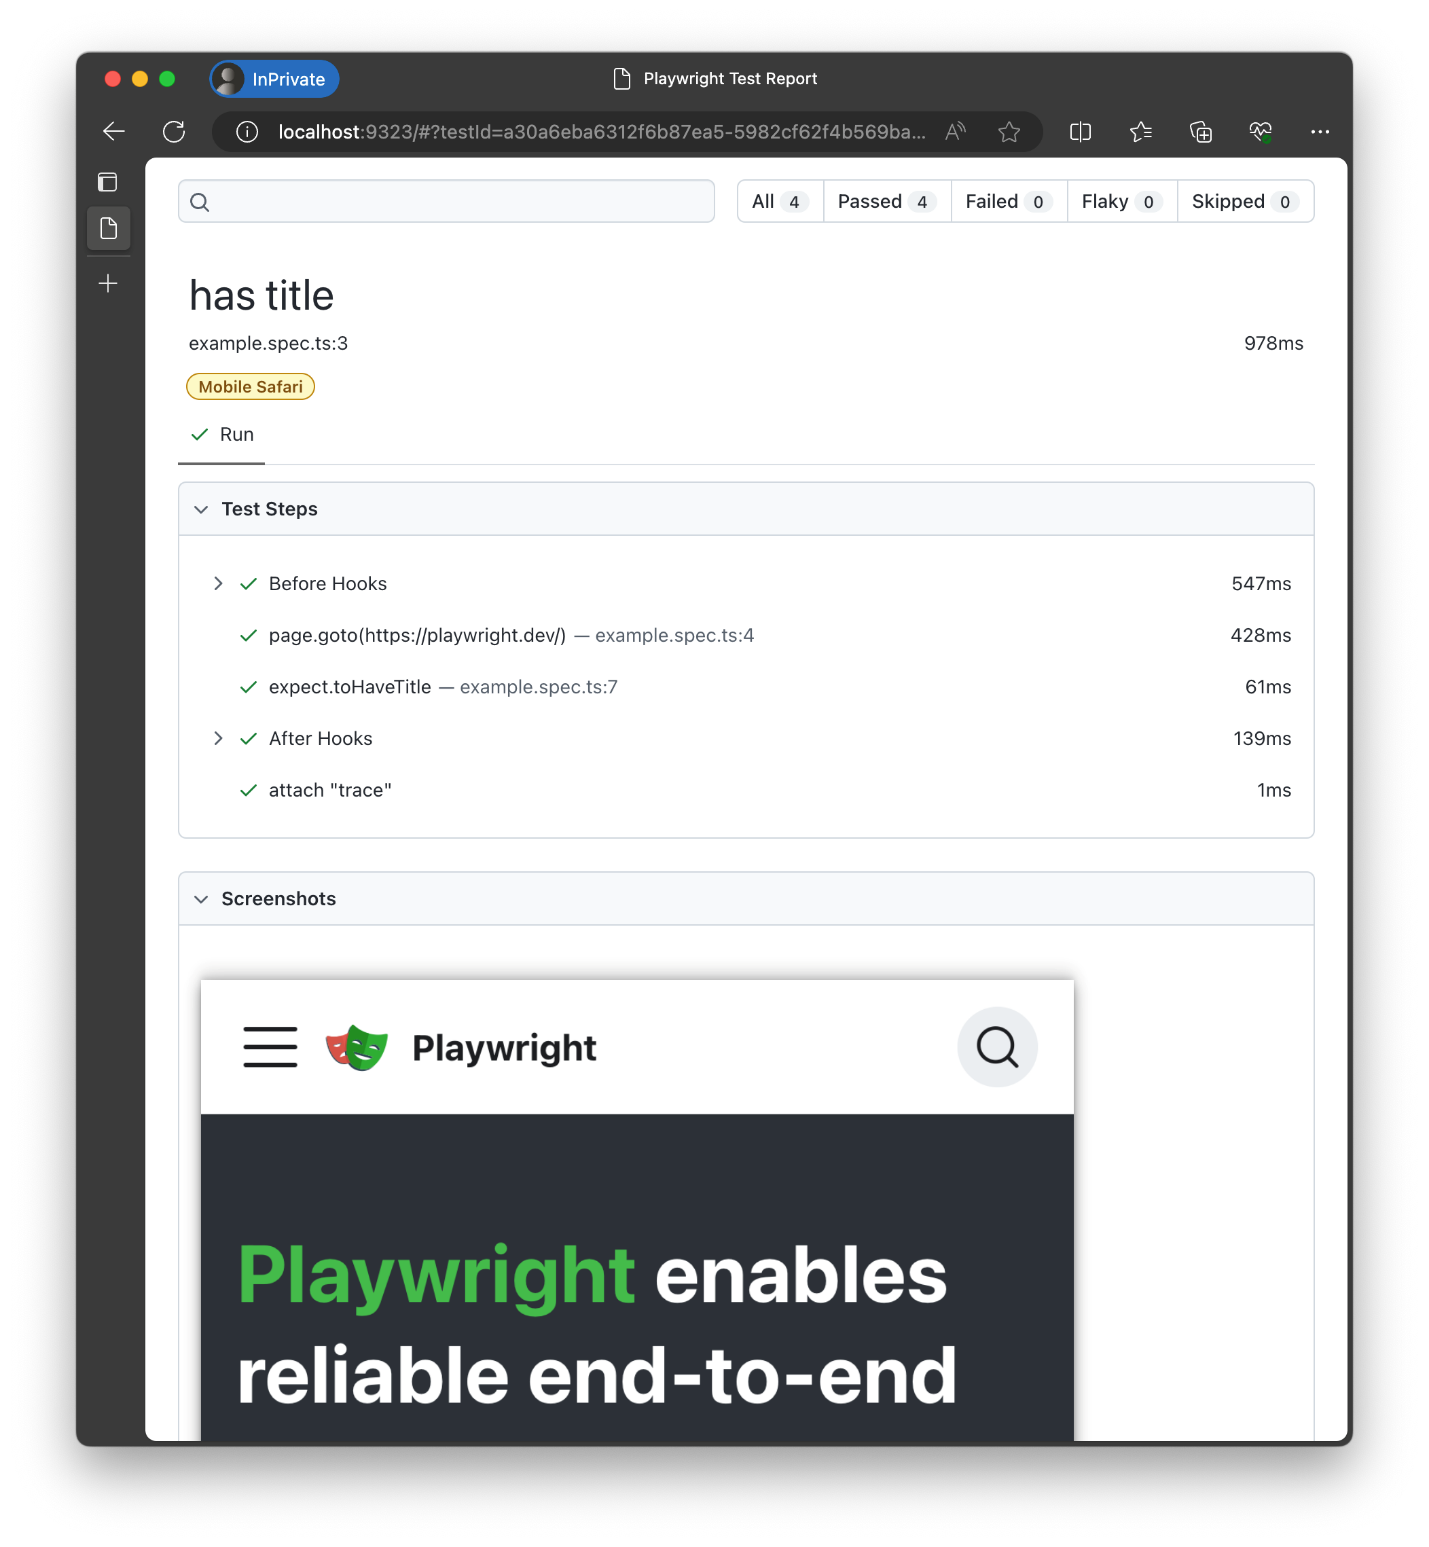 InPrivate
Playwright Test Report
localhost:9323/#?testId=a30a6eba6312f6b87ea5-5982cf62f4b569ba...
All 4 Passed 4 Failed 0 Flaky 0 Skipped 0
has title
example.spec.ts:3 978ms
Mobile Safari
Run
Test Steps
Before Hooks 547ms
page.goto(https://playwright.dev/) — example.spec.ts:4 428ms
expect.toHaveTitle — example.spec.ts:7 61ms
After Hooks 139ms
attach "trace" 1ms
Screenshots
Playwright
Playwright enables
reliable end-to-end